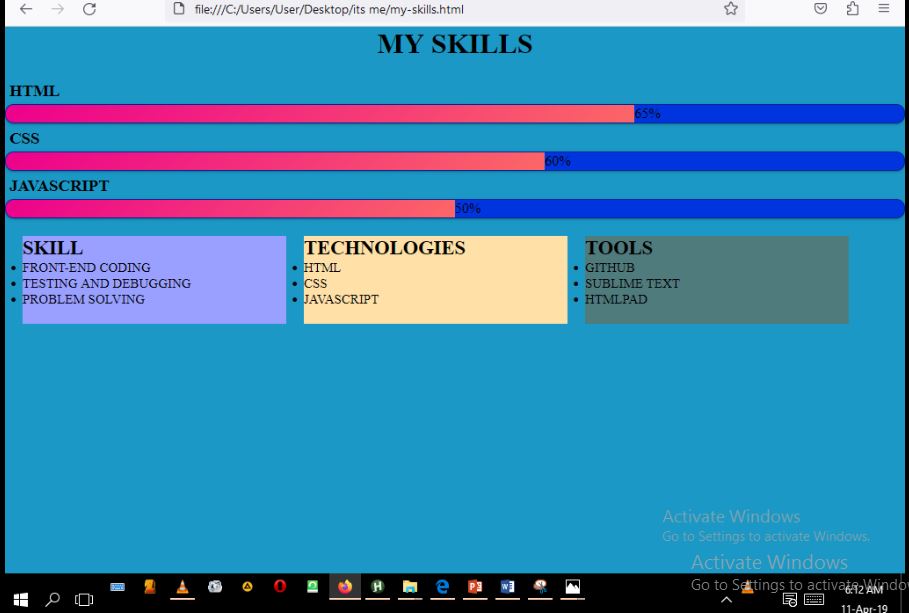 file:///C:/Users/User/Desktop/its me/my-skills.html
MY SKILLS
HTML
65%
CSS
60%
JAVASCRIPT
50%
SKILL
FRONT-END CODING
TESTING AND DEBUGGING
PROBLEM SOLVING
TECHNOLOGIES
HTML
CSS
JAVASCRIPT
TOOLS
GITHUB
SUBLIME TEXT
HTMLPAD
Activate Windows
Go to Settings to activate Windows.
Activate Windows
Go to Settings to activate Windo
6:12 AM
11-Apr-19